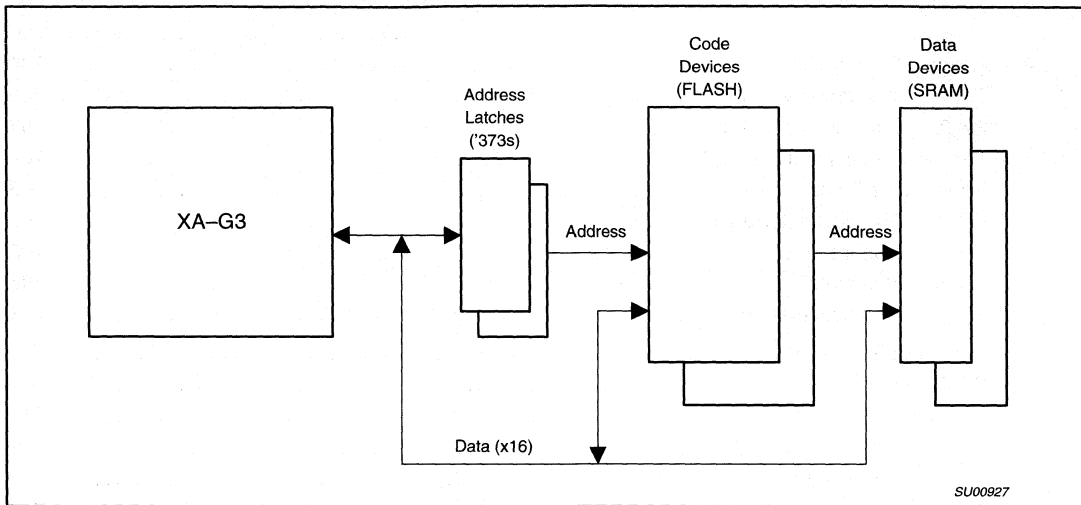 Code
Devices
(FLASH)
Data
Devices
(SRAM)
Address
Latches
('373s)
XA–G3
Address
Address
Data (x16)
SU00927